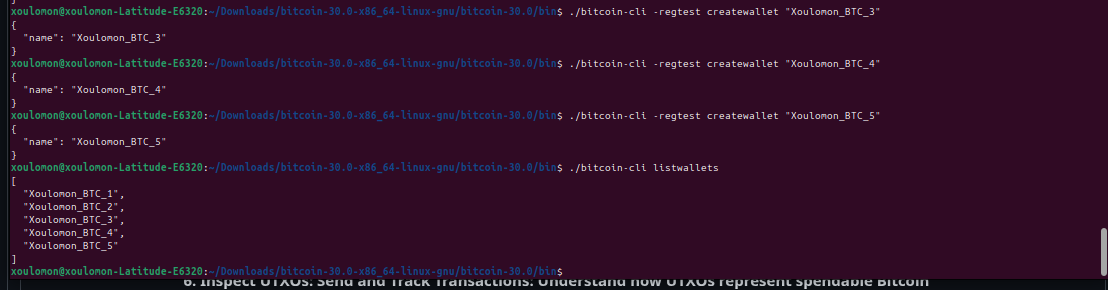 }
xoulomon@xoulomon-Latitude-E6320:~/Downloads/bitcoin-30.0-x86_64-linux-gnu/bitcoin-30.0/bin$ ./bitcoin-cli -regtest createwallet "Xoulomon_BTC_3"
{
  "name": "Xoulomon_BTC_3"
}
xoulomon@xoulomon-Latitude-E6320:~/Downloads/bitcoin-30.0-x86_64-linux-gnu/bitcoin-30.0/bin$ ./bitcoin-cli -regtest createwallet "Xoulomon_BTC_4"
{
  "name": "Xoulomon_BTC_4"
}
xoulomon@xoulomon-Latitude-E6320:~/Downloads/bitcoin-30.0-x86_64-linux-gnu/bitcoin-30.0/bin$ ./bitcoin-cli -regtest createwallet "Xoulomon_BTC_5"
{
  "name": "Xoulomon_BTC_5"
}
xoulomon@xoulomon-Latitude-E6320:~/Downloads/bitcoin-30.0-x86_64-linux-gnu/bitcoin-30.0/bin$ ./bitcoin-cli listwallets
[
  "Xoulomon_BTC_1",
  "Xoulomon_BTC_2",
  "Xoulomon_BTC_3",
  "Xoulomon_BTC_4",
  "Xoulomon_BTC_5"
]
xoulomon@xoulomon-Latitude-E6320:~/Downloads/bitcoin-30.0-x86_64-linux-gnu/bitcoin-30.0/bin$
6. Inspect UTXOs: Send and Track Transactions: Understand how UTXOs represent spendable Bitcoin